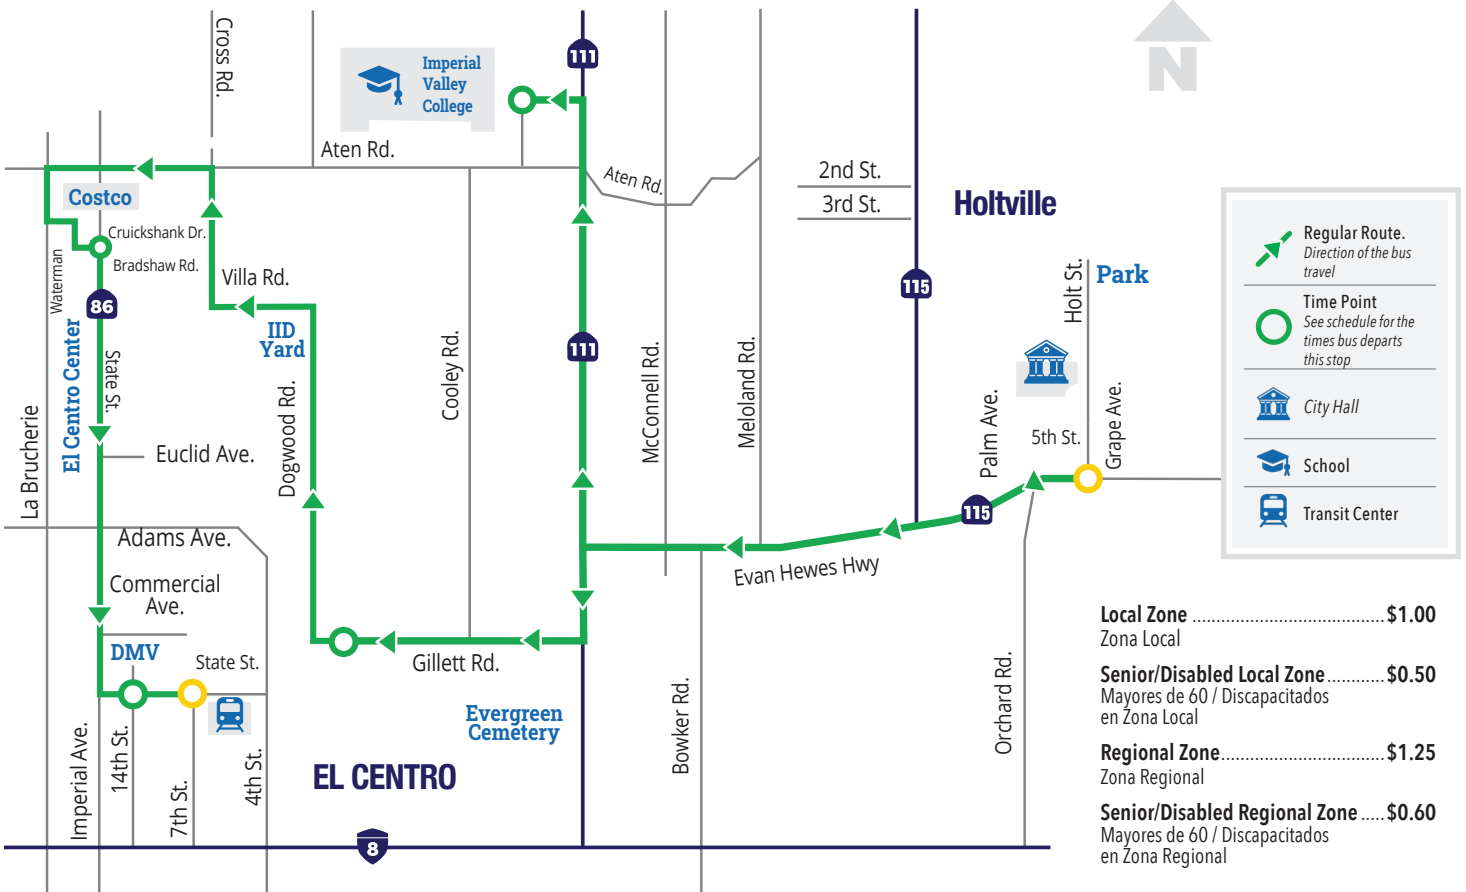 Cross Rd.
111
Imperial
Valley
College
N
Aten Rd.
Aten Rd.
2nd St.
3rd St.
Holtville
Costco
Cruickshank Dr.
Bradshaw Rd.
Waterman
Villa Rd.
86
IID
Yard
El Centro Center
State St.
La Brucherie
Dogwood Rd.
Cooley Rd.
111
McConnell Rd.
Meloland Rd.
115
Holt St.
Park
Palm Ave.
5th St.
Grape Ave.
115
Euclid Ave.
Adams Ave.
Evan Hewes Hwy
Commercial
Ave.
DMV
State St.
Gillett Rd.
Evergreen
Cemetery
Imperial Ave.
14th St.
7th St.
4th St.
EL CENTRO
Bowker Rd.
Orchard Rd.
8
Regular Route.
Direction of the bus
travel
Time Point
See schedule for the
times bus departs
this stop
City Hall
School
Transit Center
Local Zone ...................................... $1.00
Zona Local
Senior/Disabled Local Zone ............ $0.50
Mayores de 60 / Discapacitados
en Zona Local
Regional Zone .................................. $1.25
Zona Regional
Senior/Disabled Regional Zone ..... $0.60
Mayores de 60 / Discapacitados
en Zona Regional